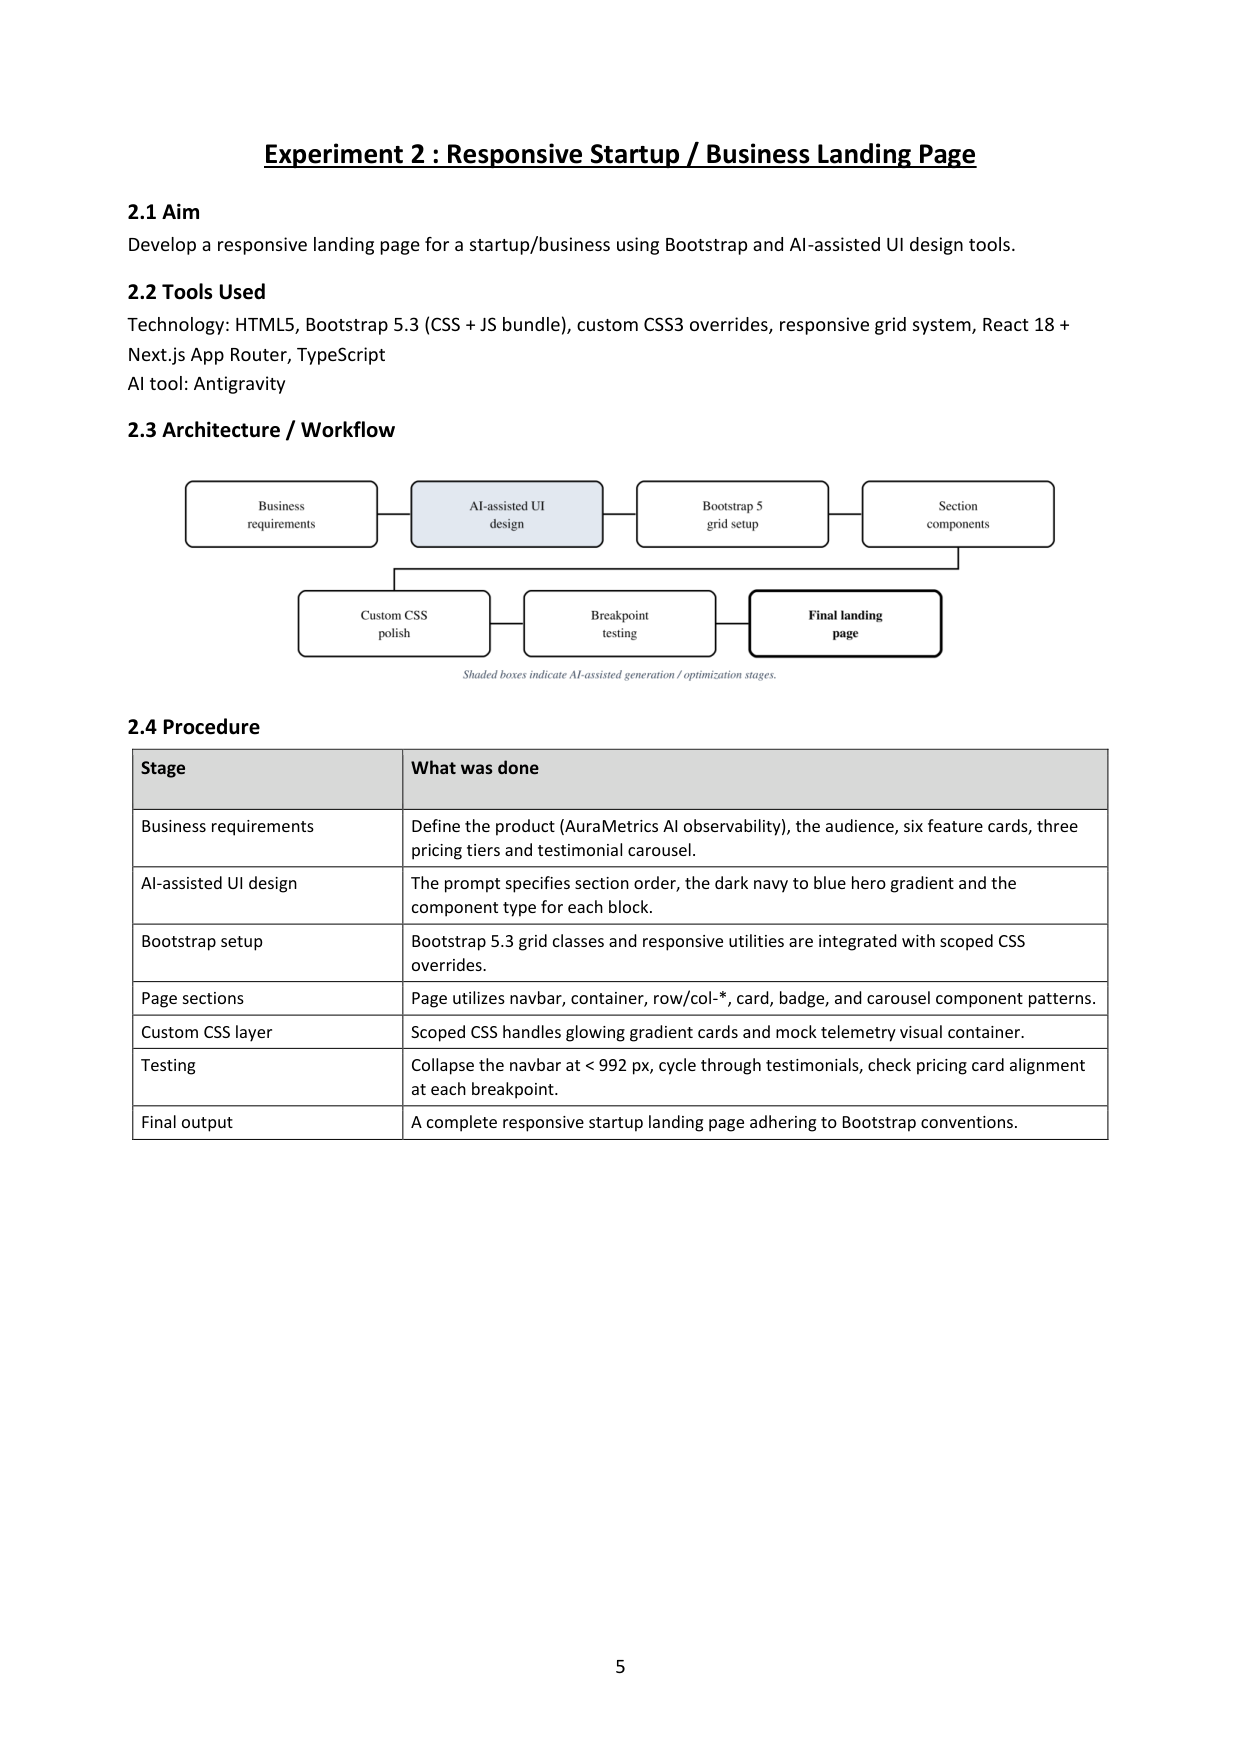 Experiment 2 : Responsive Startup / Business Landing Page
2.1 Aim
Develop a responsive landing page for a startup/business using Bootstrap and AI-assisted UI design tools.
2.2 Tools Used
Technology: HTML5, Bootstrap 5.3 (CSS + JS bundle), custom CSS3 overrides, responsive grid system, React 18 +
Next.js App Router, TypeScript
AI tool: Antigravity
2.3 Architecture / Workflow
Business
requirements
AI-assisted UI
design
Bootstrap 5
grid setup
Section
components
Custom CSS
polish
Breakpoint
testing
Final landing
page
Shaded boxes indicate AI-assisted generation / optimization stages.
2.4 Procedure
Stage
What was done
Business requirements
Define the product (AuraMetrics AI observability), the audience, six feature cards, three
pricing tiers and testimonial carousel.
AI-assisted UI design
The prompt specifies section order, the dark navy to blue hero gradient and the
component type for each block.
Bootstrap setup
Bootstrap 5.3 grid classes and responsive utilities are integrated with scoped CSS
overrides.
Page sections
Page utilizes navbar, container, row/col-*, card, badge, and carousel component patterns.
Custom CSS layer
Scoped CSS handles glowing gradient cards and mock telemetry visual container.
Testing
Collapse the navbar at < 992 px, cycle through testimonials, check pricing card alignment
at each breakpoint.
Final output
A complete responsive startup landing page adhering to Bootstrap conventions.
5